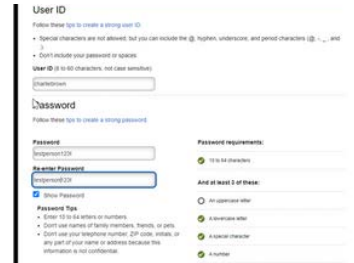 User ID
Follow these tips to create a strong user ID.
• Special characters are not allowed, but you can include the @, hyphen, underscore, and period characters (@, -, _, and
.)
• Don't include your password or spaces.
User ID (8 to 60 characters, not case sensitive)
charliebrown
Password
Follow these tips to create a strong password.
Password
Password requirements:
10 to 64 characters
Re-enter Password
And at least 3 of these:
Show Password
An uppercase letter
Password Tips
• Enter 10 to 64 letters or numbers.
A lowercase letter
• Don't use names of family members, friends, or pets.
• Don't use your telephone number, ZIP code, initials, or
A special character
any part of your name or address because this
information is not confidential.
A number